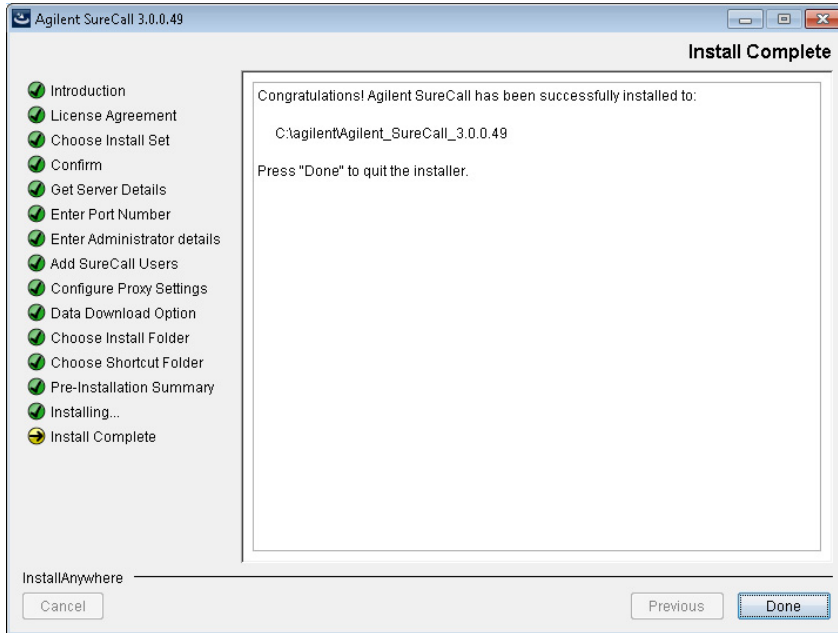 Agilent SureCall 3.0.0.49
Install Complete
Introduction
License Agreement
Choose Install Set
Confirm
Get Server Details
Enter Port Number
Enter Administrator details
Add SureCall Users
Configure Proxy Settings
Data Download Option
Choose Install Folder
Choose Shortcut Folder
Pre-Installation Summary
Installing...
Install Complete
Congratulations! Agilent SureCall has been successfully installed to:
C:\agilent\Agilent_SureCall_3.0.0.49
Press "Done" to quit the installer.
InstallAnywhere
Cancel
Previous
Done